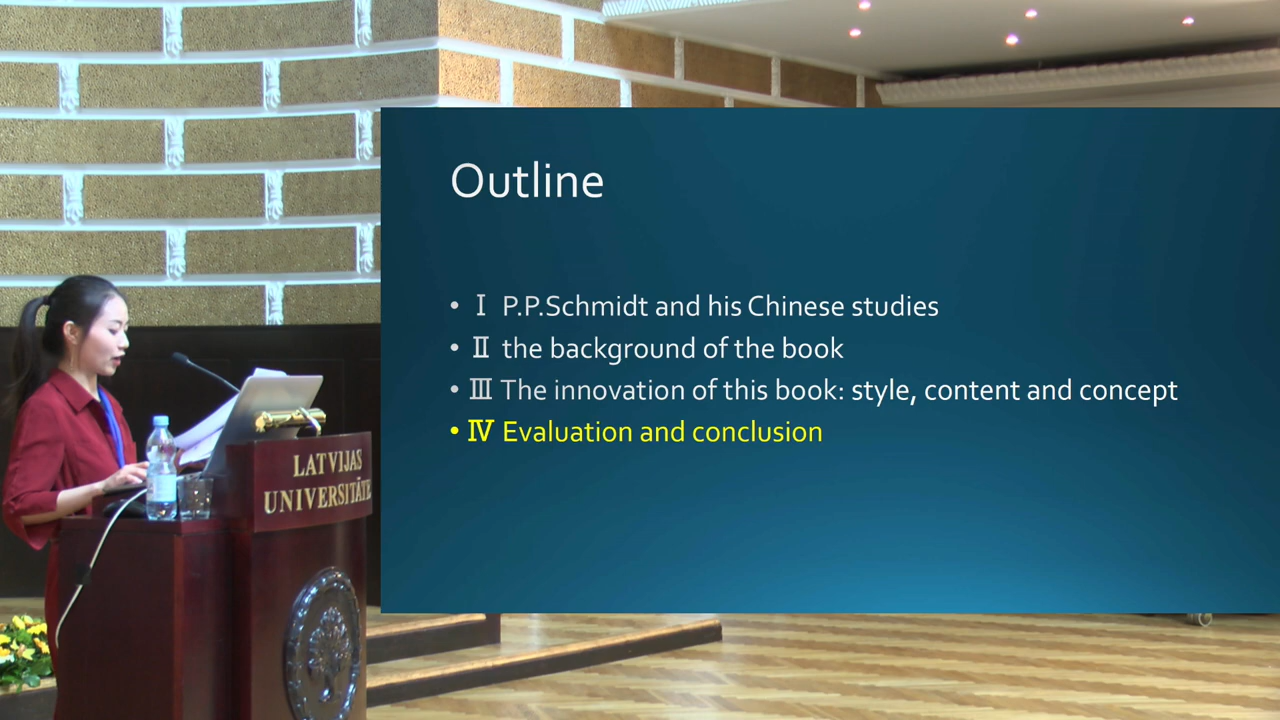 Outline
• Ⅰ P.P.Schmidt and his Chinese studies
• Ⅱ the background of the book
• Ⅲ The innovation of this book: style, content and concept
• Ⅳ Evaluation and conclusion
LATVIJAS
UNIVERSITĀTE